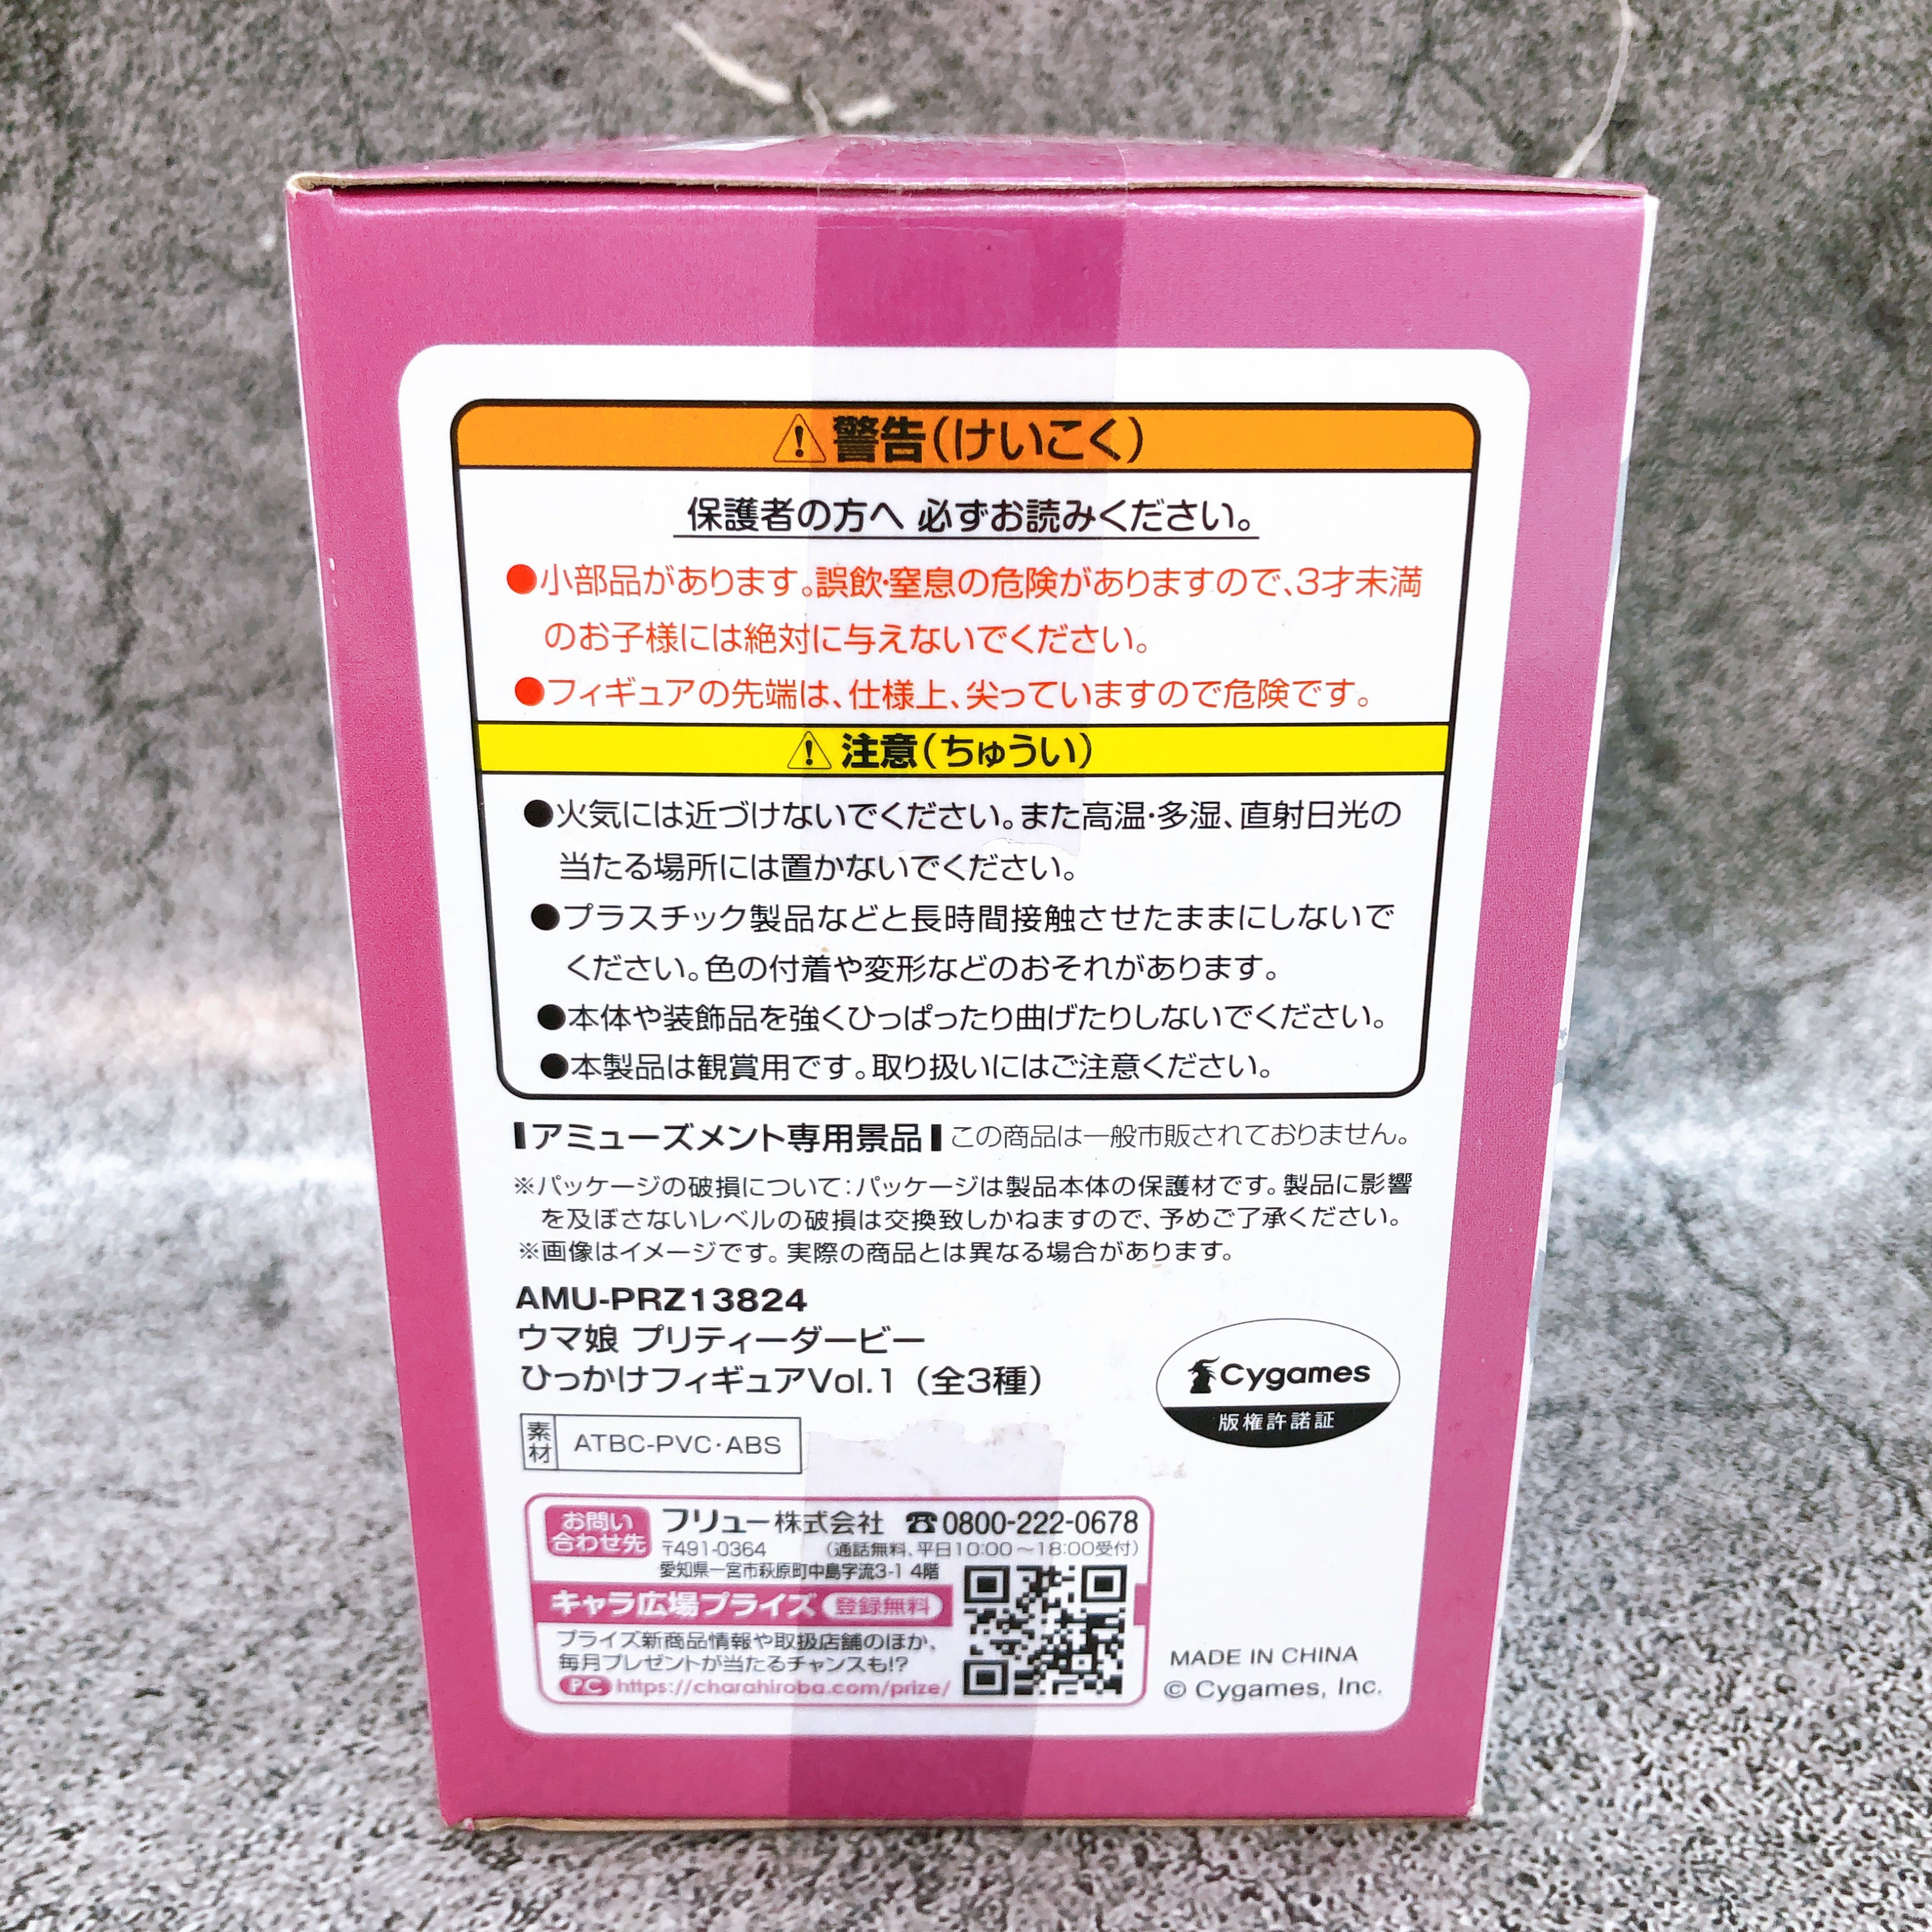 警告(けいこく)
保護者の方へ 必ずお読みください。
●小部品があります。誤飲・窒息の危険がありますので、3才未満
のお子様には絶対に与えないでください。
●フィギュアの先端は、仕様上、尖っていますので危険です。
注意(ちゅうい)
●火気には近づけないでください。また高温・多湿、直射日光の
当たる場所には置かないでください。
●プラスチック製品などと長時間接触させたままにしないで
ください。色の付着や変形などのおそれがあります。
●本体や装飾品を強くひっぱったり曲げたりしないでください。
●本製品は観賞用です。取り扱いにはご注意ください。
アミューズメント専用景品 この商品は一般市販されておりません。
※パッケージの破損について:パッケージは製品本体の保護材です。製品に影響
を及ぼさないレベルの破損は交換致しかねますので、予めご了承ください。
※画像はイメージです。実際の商品とは異なる場合があります。
AMU-PRZ13824
ウマ娘 プリティーダービー
ひっかけフィギュアVol.1 (全3種)
Cygames
版権許諾証
素材 ATBC-PVC・ABS
お問い合わせ先 フリュー株式会社 ☎0800-222-0678
〒491-0364 (通話無料、平日10:00～18:00受付)
愛知県一宮市萩原町中島字流3-1 4階
キャラ広場プライズ 登録無料
プライズ新商品情報や取扱店舗のほか、
毎月プレゼントが当たるチャンスも!?
PC https://charahiroba.com/prize/
MADE IN CHINA
© Cygames, Inc.